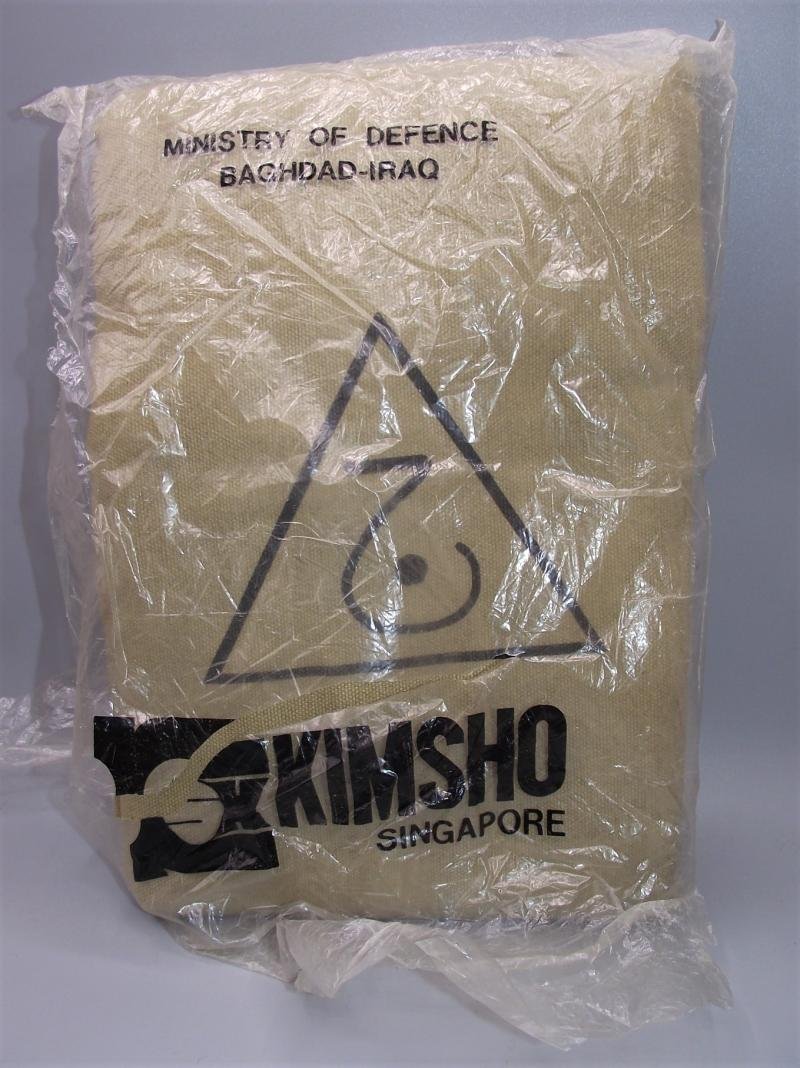 MINISTRY OF DEFENCE
BAGHDAD-IRAQ
ج
KIMSHO
SINGAPORE